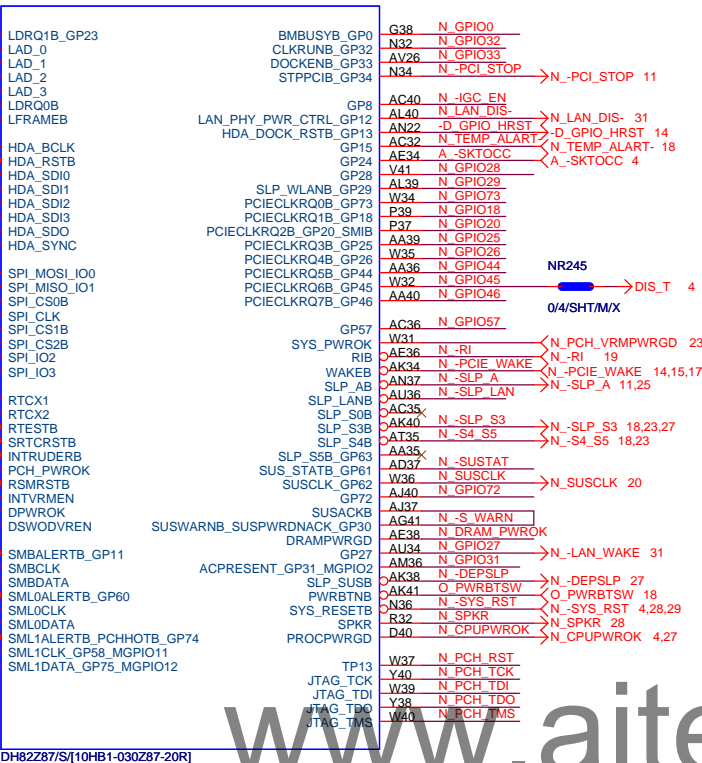 LDRQ1B_GP23 BMBUSYB_GP0 G38 N_GPIO0
LAD_0 CLKRUNB_GP32 N32 N_GPIO32
LAD_1 DOCKENB_GP33 AV26 N_GPIO33
LAD_2 STPPCIB_GP34 N34 N_-PCI_STOP N_-PCI_STOP 11
LAD_3
LDRQ0B GP8 AC40 N_-IGC_EN
LFRAMEB LAN_PHY_PWR_CTRL_GP12 AL40 N_LAN_DIS- N_LAN_DIS- 31
HDA_DOCK_RSTB_GP13 AN22 -D_GPIO_HRST -D_GPIO_HRST 14
HDA_BCLK GP15 AC32 N_TEMP_ALART- N_TEMP_ALART- 18
HDA_RSTB GP24 AE34 A_-SKTOCC A_-SKTOCC 4
HDA_SDI0 GP28 V41 N_GPIO28
HDA_SDI1 SLP_WLANB_GP29 AL39 N_GPIO29
HDA_SDI2 PCIECLKRQ0B_GP73 W34 N_GPIO73
HDA_SDI3 PCIECLKRQ1B_GP18 P39 N_GPIO18
HDA_SDO PCIECLKRQ2B_GP20_SMIB P37 N_GPIO20
HDA_SYNC PCIECLKRQ3B_GP25 AA39 N_GPIO25
PCIECLKRQ4B_GP26 W35 N_GPIO26
SPI_MOSI_IO0 PCIECLKRQ5B_GP44 AA36 N_GPIO44 NR245
SPI_MISO_IO1 PCIECLKRQ6B_GP45 W32 N_GPIO45 DIS_T 4
SPI_CS0B PCIECLKRQ7B_GP46 AA40 N_GPIO46 0/4/SHT/M/X
SPI_CLK
SPI_CS1B GP57 AC36 N_GPIO57
SPI_CS2B SYS_PWROK W31 N_PCH_VRMPWRGD 23
SPI_IO2 RIB AE36 N_-RI N_-RI 19
SPI_IO3 WAKEB AK34 N_-PCIE_WAKE N_-PCIE_WAKE 14,15,17
SLP_AB AN37 N_-SLP_A N_-SLP_A 11,25
RTCX1 SLP_LANB AU36 N_-SLP_LAN
RTCX2 SLP_S0B AC35
RTESTB SLP_S3B AK40 N_-SLP_S3 N_-SLP_S3 18,23,27
SRTCRSTB SLP_S4B AT35 N_-S4_S5 N_-S4_S5 18,23
INTRUDERB SLP_S5B_GP63 AA35
PCH_PWROK SUS_STATB_GP61 AD37 N_-SUSTAT
RSMRSTB SUSCLK_GP62 W36 N_SUSCLK N_SUSCLK 20
INTVRMEN GP72 AJ40 N_GPIO72
DPWROK SUSACKB AJ37
DSWODVREN SUSWARNB_SUSPWRDNACK_GP30 AG41 N_-S_WARN
DRAMPWRGD AE38 N_DRAM_PWROK
SMBALERTB_GP11 GP27 AU34 N_GPIO27 N_-LAN_WAKE 31
SMBCLK ACPRESENT_GP31_MGPIO2 AM36 N_GPIO31
SMBDATA SLP_SUSB AK38 N_-DEPSLP N_-DEPSLP 27
SML0ALERTB_GP60 PWRBTNB AK41 O_PWRBTSW O_PWRBTSW 18
SML0CLK SYS_RESETB N36 N_-SYS_RST N_-SYS_RST 4,28,29
SML0DATA SPKR R32 N_SPKR N_SPKR 28
SML1ALERTB_PCHHOTB_GP74 PROCPWRGD D40 N_CPUPWROK N_CPUPWROK 4,27
SML1CLK_GP58_MGPIO11
SML1DATA_GP75_MGPIO12 TP13 W37 N_PCH_RST
JTAG_TCK Y40 N_PCH_TCK
JTAG_TDI W39 N_PCH_TDI
JTAG_TDO Y38 N_PCH_TDO
JTAG_TMS W40 N_PCH_TMS
www.aite
DH82Z87/S/[10HB1-030Z87-20R]